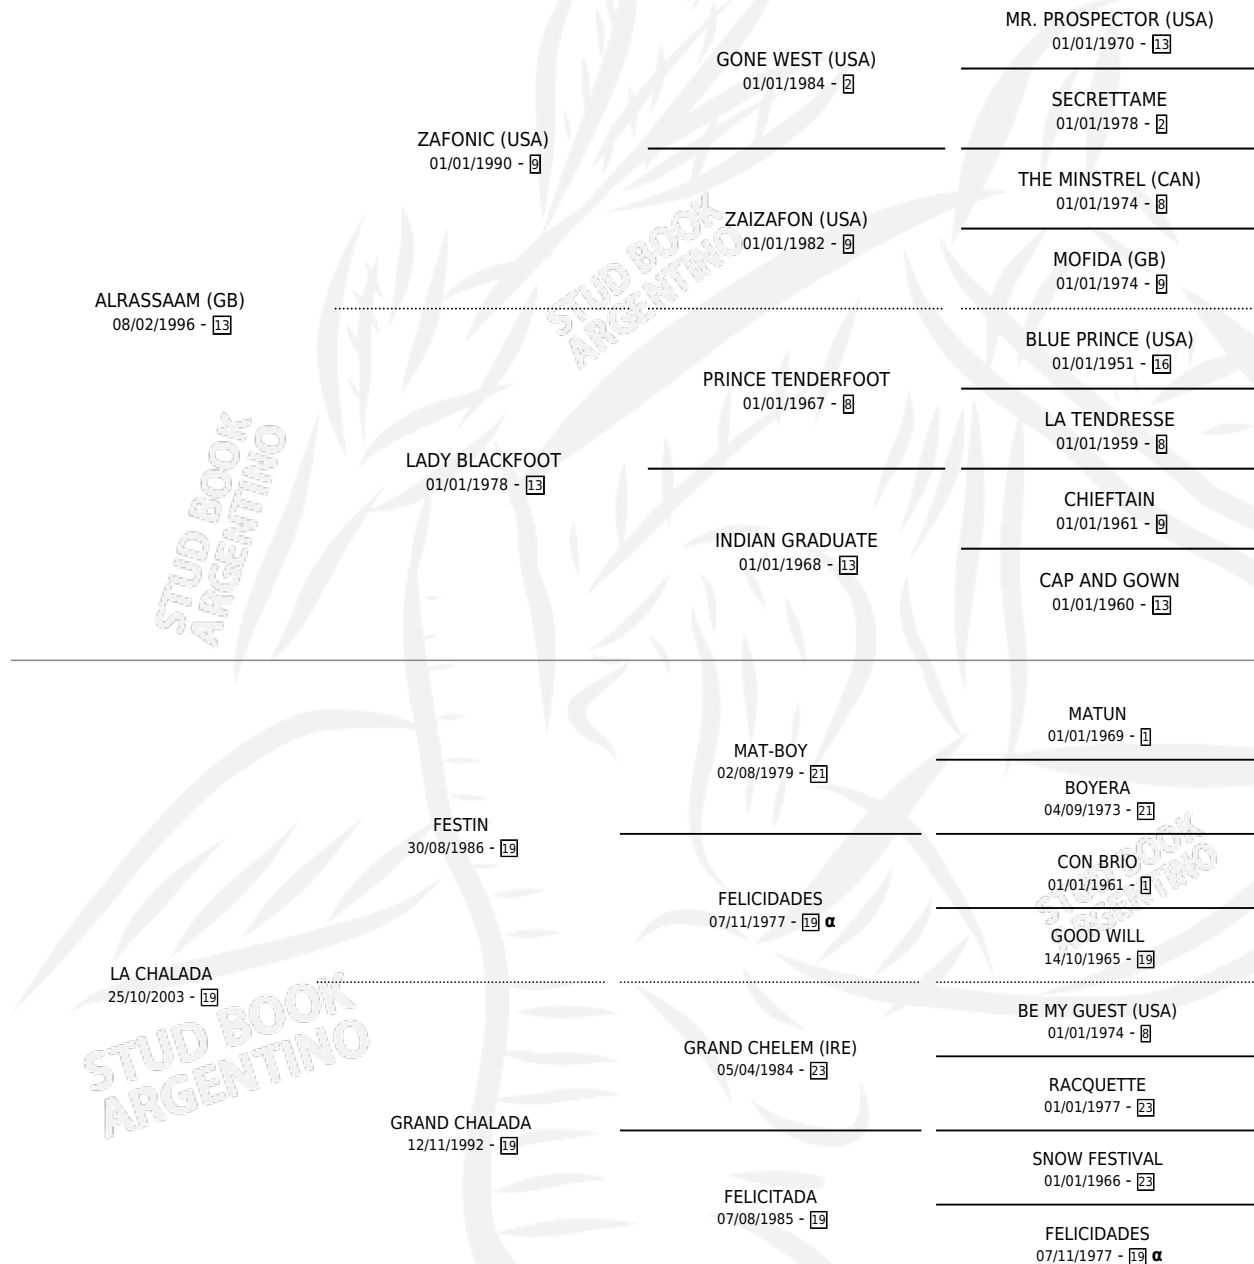 MR. PROSPECTOR (USA)
01/01/1970 - 13
GONE WEST (USA)
01/01/1984 - 2
SECRETTAME
01/01/1978 - 2
ZAFONIC (USA)
01/01/1990 - 9
THE MINSTREL (CAN)
01/01/1974 - 8
ZAIZAFON (USA)
01/01/1982 - 9
MOFIDA (GB)
01/01/1974 - 9
ALRASSAAM (GB)
08/02/1996 - 13
BLUE PRINCE (USA)
01/01/1951 - 16
PRINCE TENDERFOOT
01/01/1967 - 8
LA TENDRESSE
01/01/1959 - 8
LADY BLACKFOOT
01/01/1978 - 13
CHIEFTAIN
01/01/1961 - 9
INDIAN GRADUATE
01/01/1968 - 13
CAP AND GOWN
01/01/1960 - 13
MATUN
01/01/1969 - 1
MAT-BOY
02/08/1979 - 21
BOYERA
04/09/1973 - 21
FESTIN
30/08/1986 - 19
CON BRIO
01/01/1961 - 1
FELICIDADES
07/11/1977 - 19 α
GOOD WILL
14/10/1965 - 19
LA CHALADA
25/10/2003 - 19
BE MY GUEST (USA)
01/01/1974 - 8
GRAND CHELEM (IRE)
05/04/1984 - 23
RACQUETTE
01/01/1977 - 23
GRAND CHALADA
12/11/1992 - 19
SNOW FESTIVAL
01/01/1966 - 23
FELICITADA
07/08/1985 - 19
FELICIDADES
07/11/1977 - 19 α
STUD BOOK
ARGENTINO
STUD BOOK
ARGENTINO
STUD BOOK
ARGENTINO
STUD BOOK
ARGENTINO